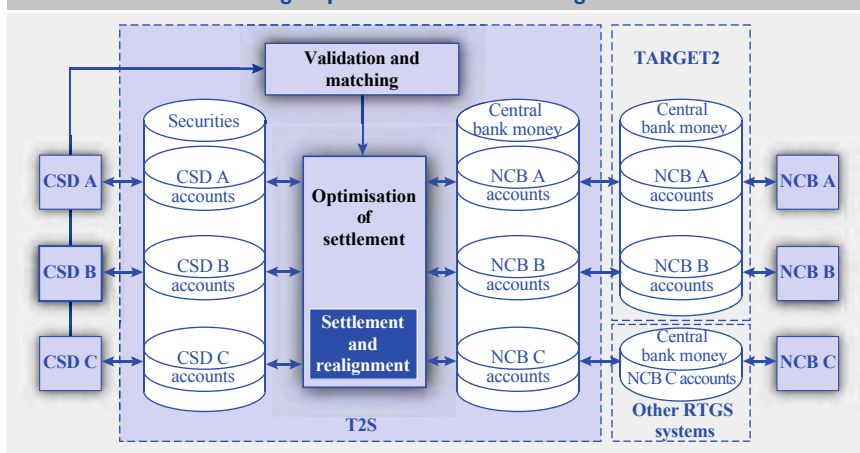 Validation and
matching
TARGET2
Securities
Central
bank money
Central
bank money
CSD A
CSD A
accounts
Optimisation
of
settlement
NCB A
accounts
NCB A
accounts
NCB A
CSD B
CSD B
accounts
NCB B
accounts
NCB B
accounts
NCB B
Settlement
and
realignment
CSD C
CSD C
accounts
NCB C
accounts
Central
bank money
NCB C accounts
NCB C
Other RTGS
systems
T2S